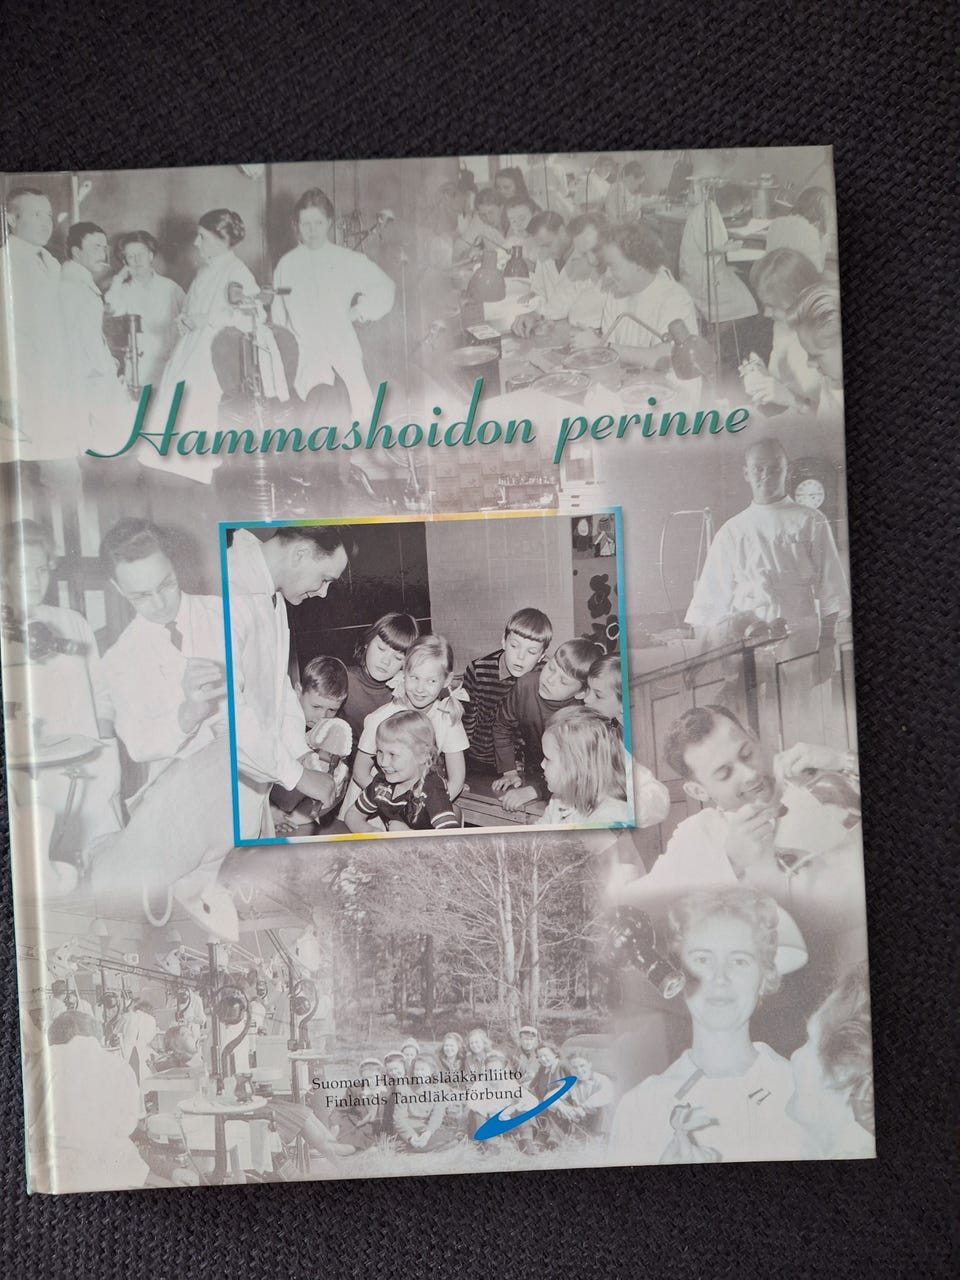 Hammashoidon perinne
Suomen Hammaslääkäriliitto
Finlands Tandläkarförbund